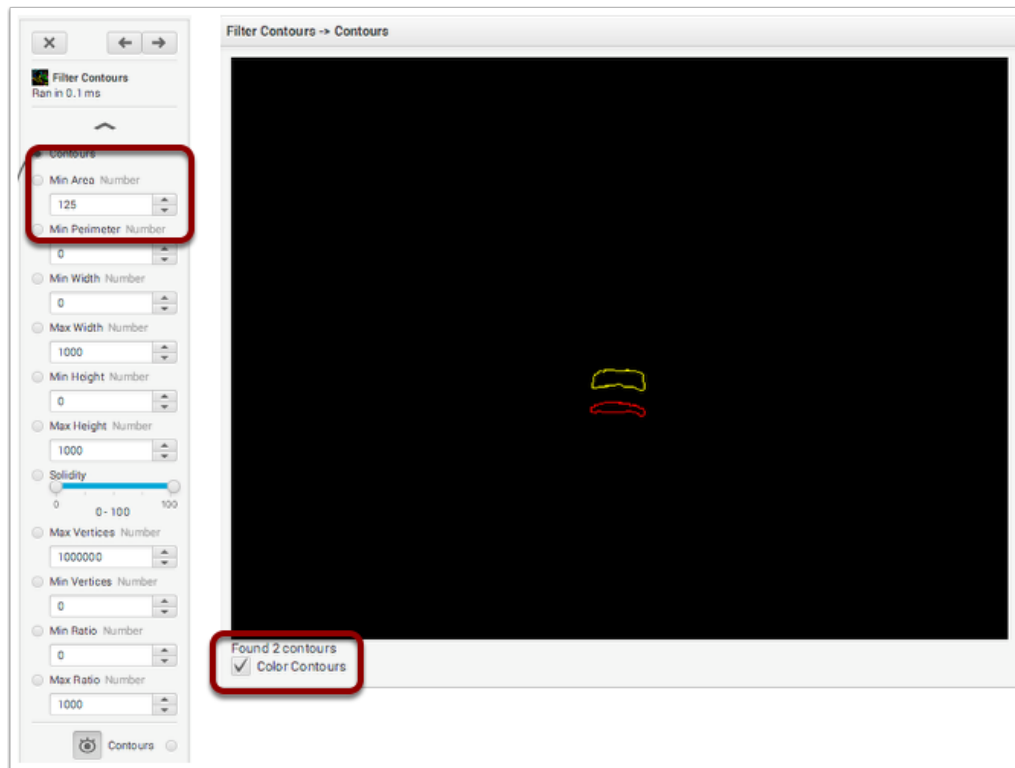 Filter Contours -> Contours
Filter Contours
Ran in 0.1 ms
Contours
Min Area Number
125
Min Perimeter Number
0
Min Width Number
0
Max Width Number
1000
Min Height Number
0
Max Height Number
1000
Solidity
0 100
0 - 100
Max Vertices Number
1000000
Min Vertices Number
0
Min Ratio Number
0
Max Ratio Number
1000
Contours
Found 2 contours
Color Contours